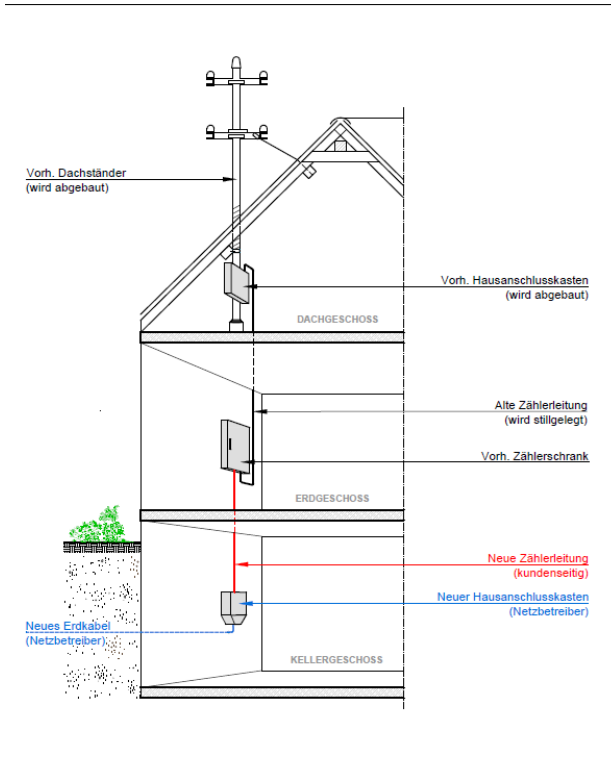 Vorh. Dachständer
(wird abgebaut)
Vorh. Hausanschlusskasten
(wird abgebaut)
DACHGESCHOSS
Alte Zählerleitung
(wird stillgelegt)
Vorh. Zählerschrank
ERDGESCHOSS
Neue Zählerleitung
(kundenseitig)
Neuer Hausanschlusskasten
(Netzbetreiber)
Neues Erdkabel
(Netzbetreiber)
KELLERGESCHOSS